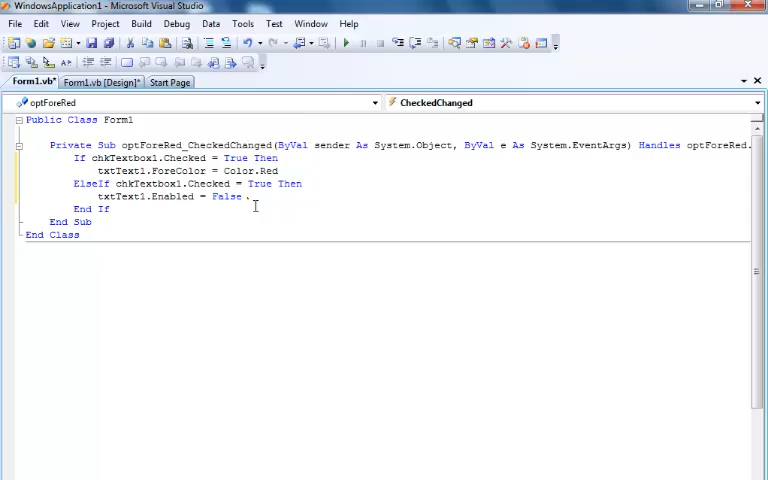 WindowsApplication1 - Microsoft Visual Studio
File Edit View Project Build Debug Data Tools Test Window Help
Form1.vb* Form1.vb [Design]* Start Page
optForeRed CheckedChanged
Public Class Form1
Private Sub optForeRed_CheckedChanged(ByVal sender As System.Object, ByVal e As System.EventArgs) Handles optForeRed.
If chkTextbox1.Checked = True Then
txtText1.ForeColor = Color.Red
ElseIf chkTextbox1.Checked = True Then
txtText1.Enabled = False
End If
End Sub
End Class